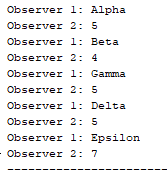 Observer 1: Alpha
Observer 2: 5
Observer 1: Beta
Observer 2: 4
Observer 1: Gamma
Observer 2: 5
Observer 1: Delta
Observer 2: 5
Observer 1: Epsilon
Observer 2: 7
-----------------------